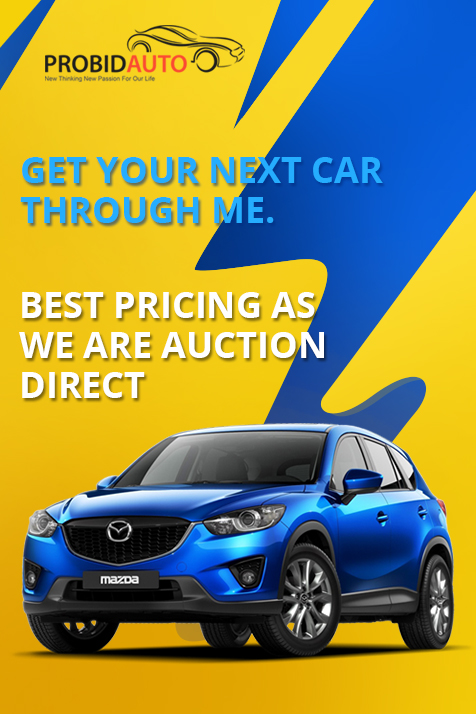 PROBIDAUTO
New Thinking New Passion For Our Life
GET YOUR NEXT CAR
THROUGH ME.
BEST PRICING AS
WE ARE AUCTION
DIRECT
mazda